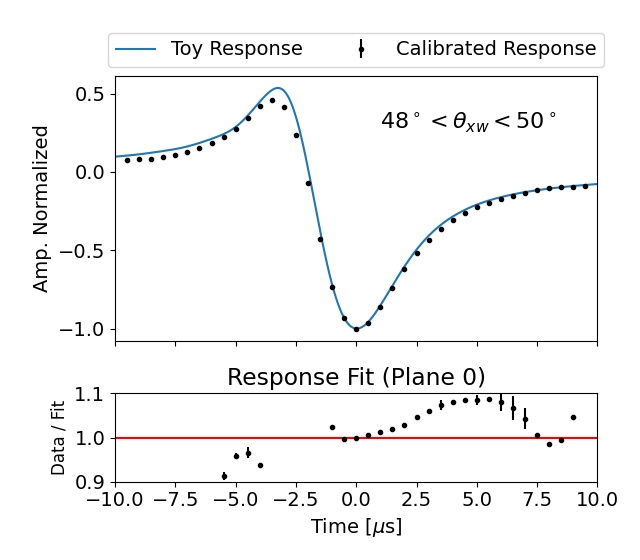 Toy Response Calibrated Response
0.5
0.0
−0.5
−1.0
Amp. Normalized
48° < θxw < 50°
Response Fit (Plane 0)
1.1
1.0
0.9
Data / Fit
−10.0 −7.5 −5.0 −2.5 0.0 2.5 5.0 7.5 10.0
Time [μs]